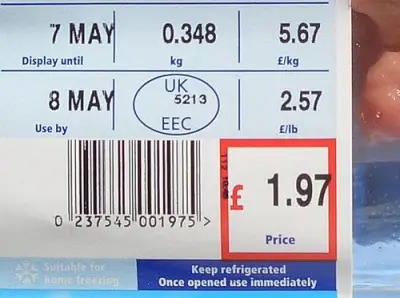 7 MAY 0.348 5.67
Display until kg £/kg
8 MAY UK 5213 EEC 2.57
Use by £/lb
0 237545 001975 >
£ 1.97
Price
Suitable for
home freezing
Keep refrigerated
Once opened use immediately